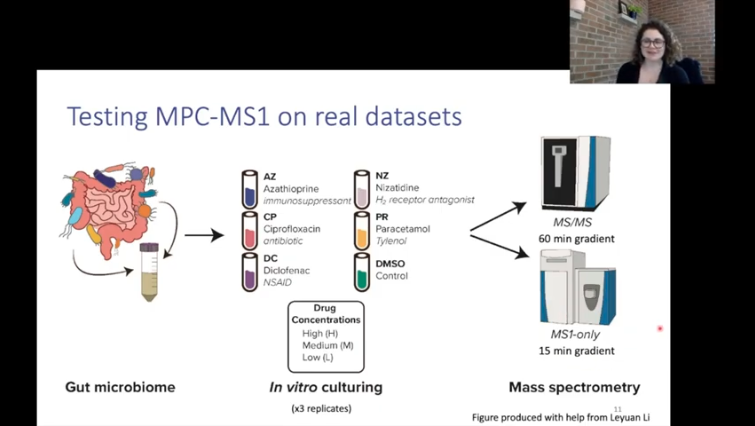 Testing MPC-MS1 on real datasets
AZ
Azathioprine
immunosuppressant
NZ
Nizatidine
H₂ receptor antagonist
CP
Ciprofloxacin
antibiotic
PR
Paracetamol
Tylenol
DC
Diclofenac
NSAID
DMSO
Control
Drug
Concentrations
High (H)
Medium (M)
Low (L)
MS/MS
60 min gradient
MS1-only
15 min gradient
Gut microbiome
In vitro culturing
(x3 replicates)
Mass spectrometry
11
Figure produced with help from Leyuan Li